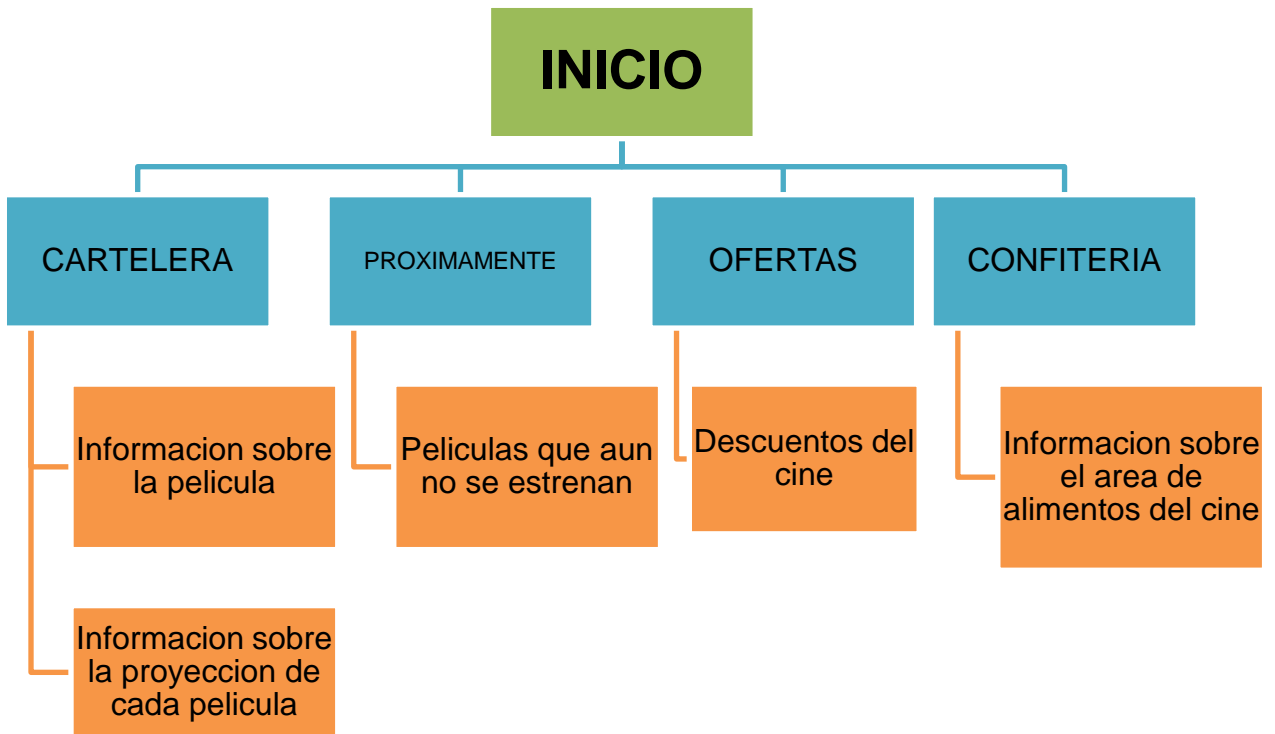 INICIO
CARTELERA
PROXIMAMENTE
OFERTAS
CONFITERIA
Informacion sobre
la pelicula
Peliculas que aun
no se estrenan
Descuentos del
cine
Informacion sobre
el area de
alimentos del cine
Informacion sobre
la proyeccion de
cada pelicula